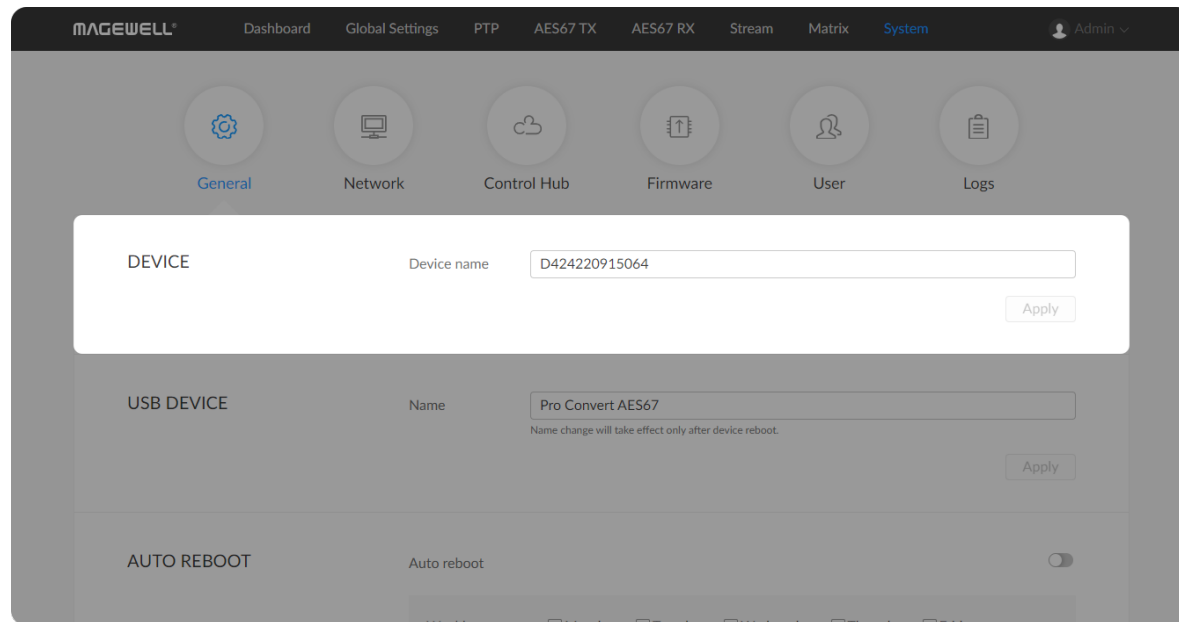 MAGEWELL® Dashboard Global Settings PTP AES67 TX AES67 RX Stream Matrix System Admin
General Network Control Hub Firmware User Logs
DEVICE Device name D424220915064
Apply
USB DEVICE Name Pro Convert AES67
Name change will take effect only after device reboot.
Apply
AUTO REBOOT Auto reboot